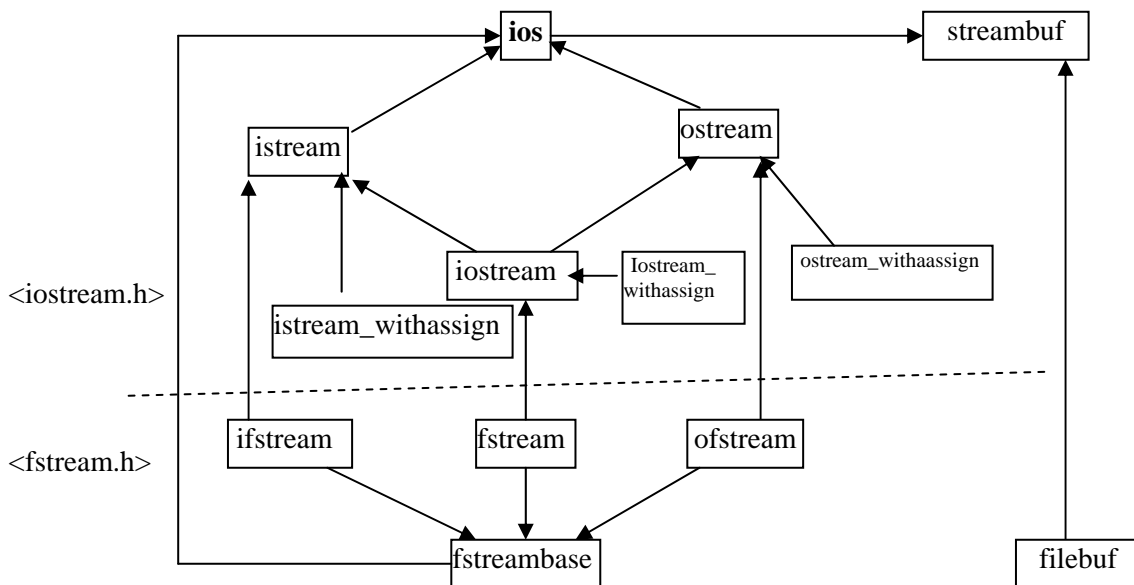 ios
streambuf
istream
ostream
iostream
Iostream_
withassign
ostream_withaassign
<iostream.h>
istream_withassign
ifstream
fstream
ofstream
<fstream.h>
fstreambase
filebuf